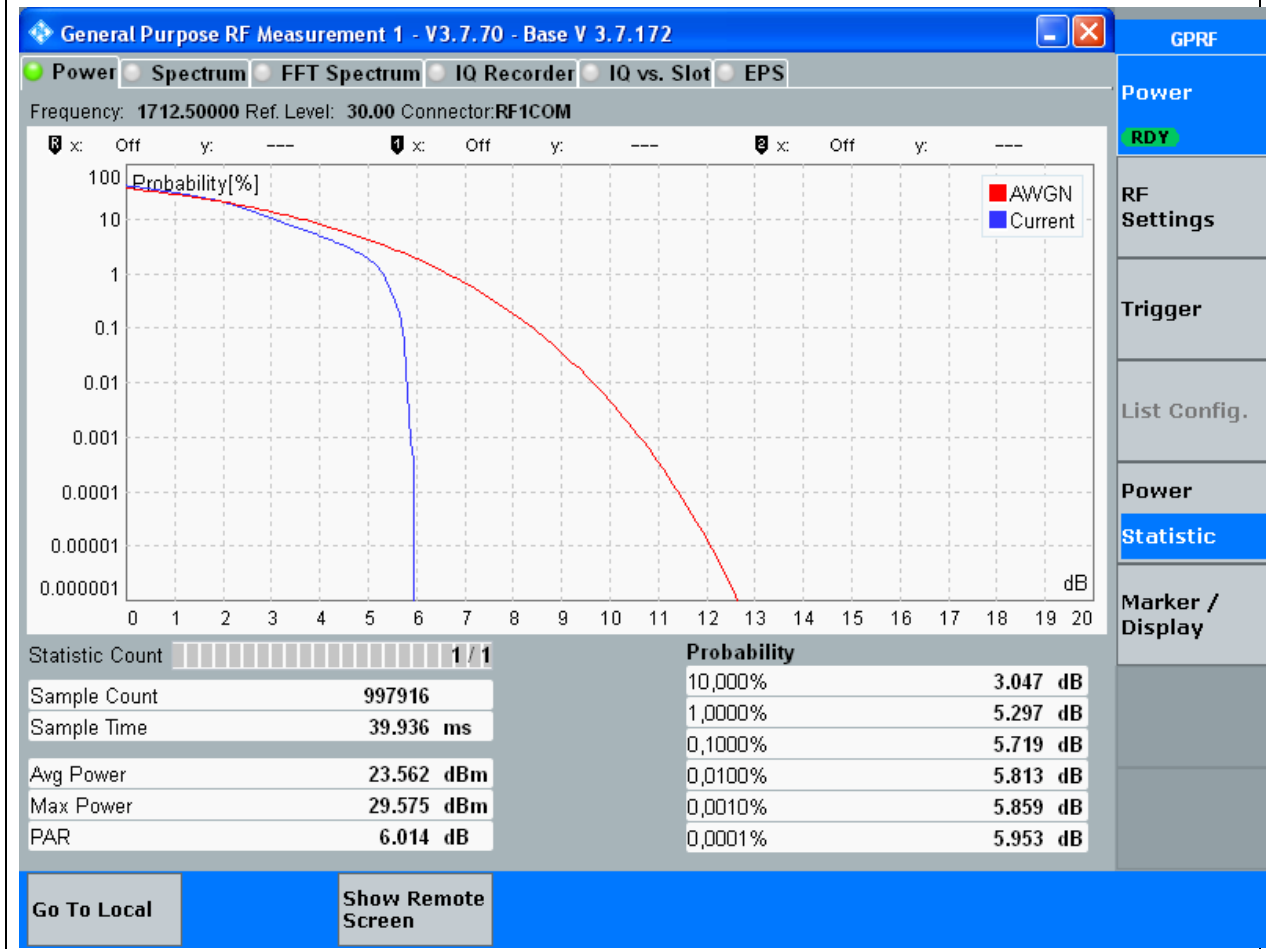 General Purpose RF Measurement 1 - V3.7.70 - Base V 3.7.172
Power Spectrum FFT Spectrum IQ Recorder IQ vs. Slot EPS
Frequency: 1712.50000 Ref. Level: 30.00 Connector:RF1COM
R x: Off y: --- 1 x: Off y: --- 2 x: Off y: ---
Probability[%]
AWGN
Current
100
10
1
0.1
0.01
0.001
0.0001
0.00001
0.000001
dB
0 1 2 3 4 5 6 7 8 9 10 11 12 13 14 15 16 17 18 19 20
Statistic Count 1 / 1
Sample Count 997916
Sample Time 39.936 ms
Avg Power 23.562 dBm
Max Power 29.575 dBm
PAR 6.014 dB
Probability
10,000% 3.047 dB
1,0000% 5.297 dB
0,1000% 5.719 dB
0,0100% 5.813 dB
0,0010% 5.859 dB
0,0001% 5.953 dB
GPRF
Power
RDY
RF
Settings
Trigger
List Config.
Power
Statistic
Marker /
Display
Go To Local
Show Remote
Screen